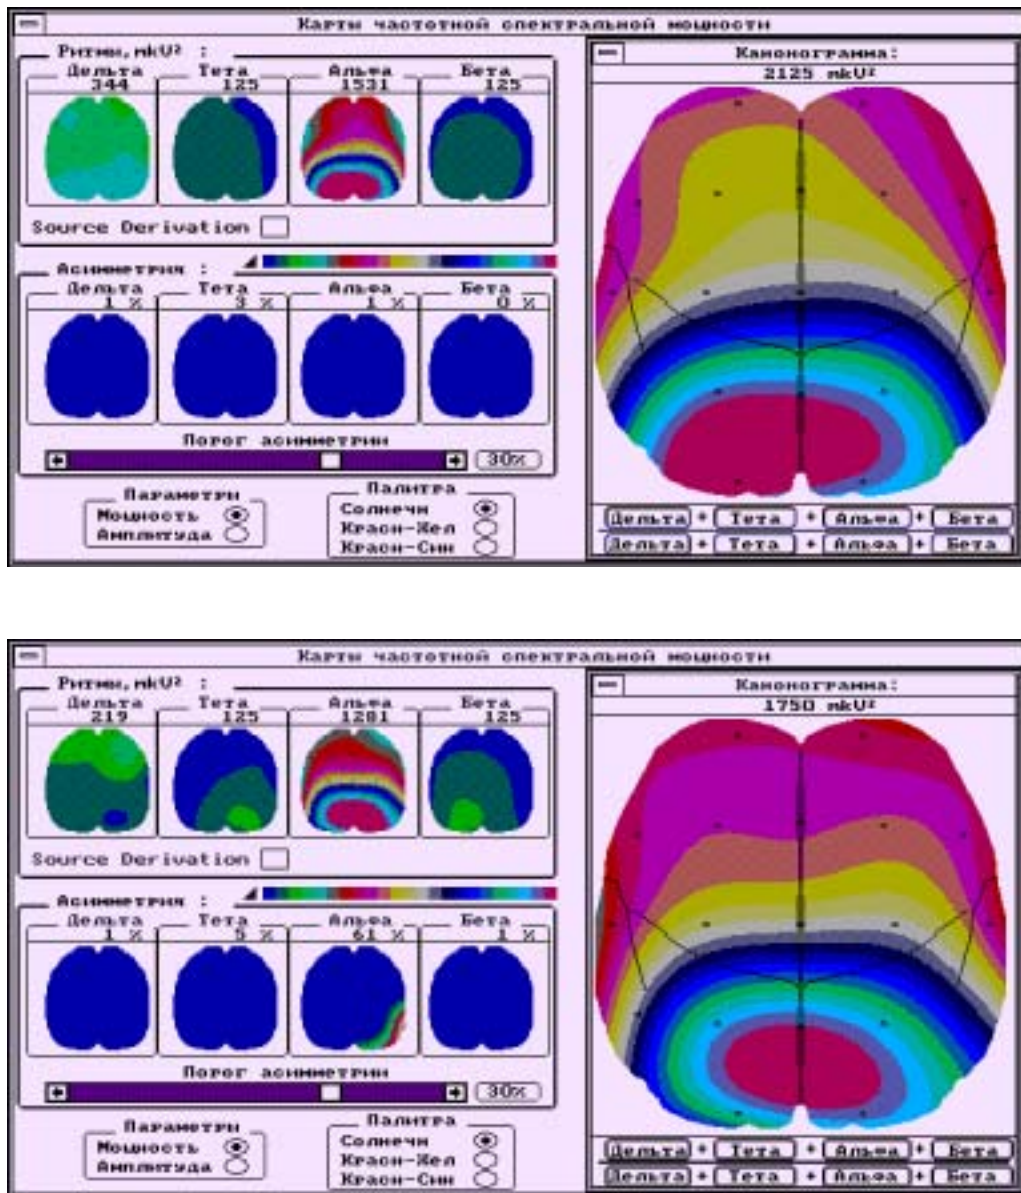 Карты частотной спектральной мощности
Ритмы, mkU² :
Дельта Тета Альфа Бета
344 125 1531 125
Source Derivation
Асимметрия :
Дельта Тета Альфа Бета
1 % 3 % 1 % 0 %
Порог асимметрии
30%
Параметры
Мощность
Амплитуда
Палитра
Солнечн
Красн-Жел
Красн-Син
Канонограмма:
2125 mkU²
Дельта + Тета + Альфа + Бета
Дельта + Тета + Альфа + Бета
Карты частотной спектральной мощности
Ритмы, mkU² :
Дельта Тета Альфа Бета
219 125 1281 125
Source Derivation
Асимметрия :
Дельта Тета Альфа Бета
1 % 5 % 61 % 1 %
Порог асимметрии
30%
Параметры
Мощность
Амплитуда
Палитра
Солнечн
Красн-Жел
Красн-Син
Канонограмма:
1750 mkU²
Дельта + Тета + Альфа + Бета
Дельта + Тета + Альфа + Бета